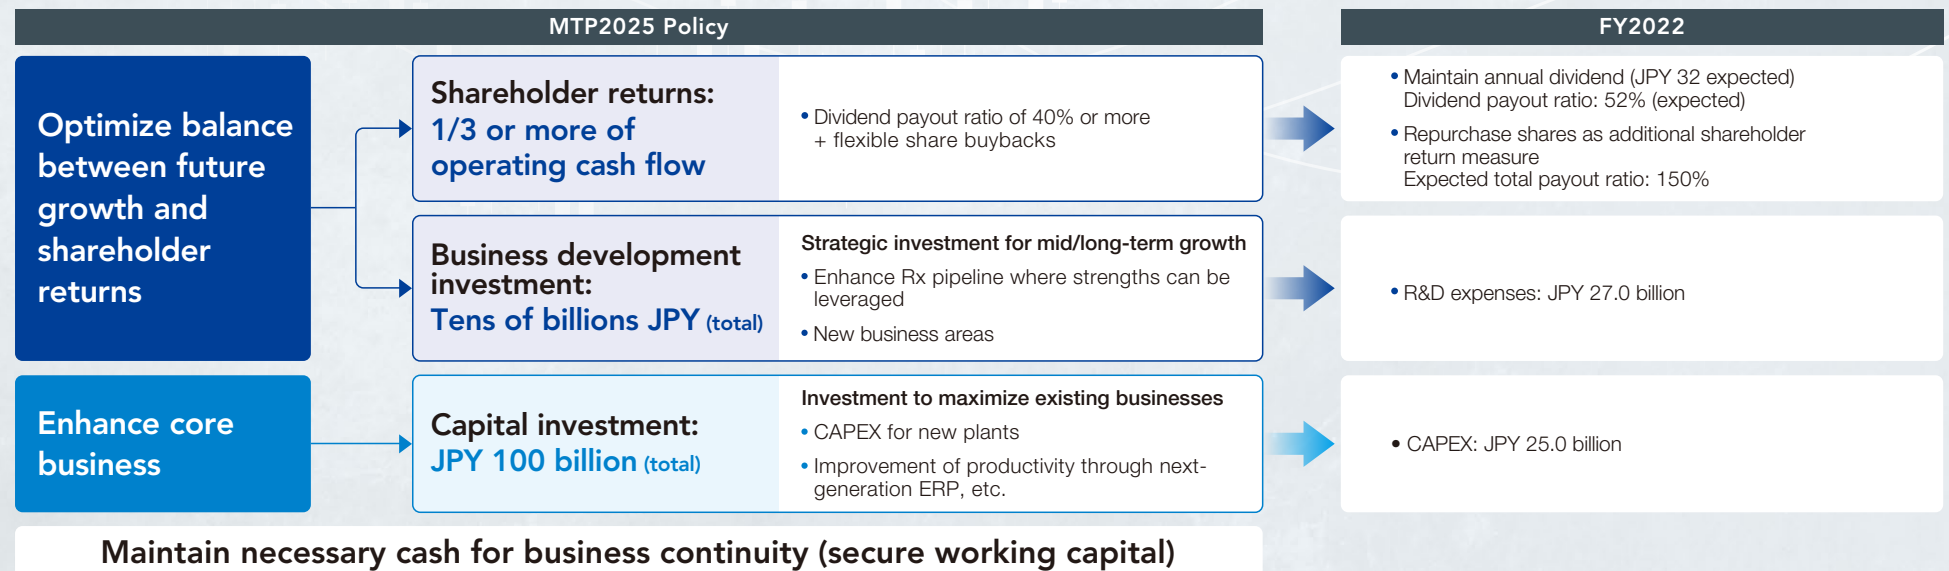 MTP2025 Policy
FY2022
Optimize balance
between future
growth and
shareholder
returns
Shareholder returns:
1/3 or more of
operating cash flow
• Dividend payout ratio of 40% or more
+ flexible share buybacks
• Maintain annual dividend (JPY 32 expected)
Dividend payout ratio: 52% (expected)
• Repurchase shares as additional shareholder
return measure
Expected total payout ratio: 150%
Business development
investment:
Tens of billions JPY (total)
Strategic investment for mid/long-term growth
• Enhance Rx pipeline where strengths can be
leveraged
• New business areas
• R&D expenses: JPY 27.0 billion
Enhance core
business
Capital investment:
JPY 100 billion (total)
Investment to maximize existing businesses
• CAPEX for new plants
• Improvement of productivity through next-
generation ERP, etc.
• CAPEX: JPY 25.0 billion
Maintain necessary cash for business continuity (secure working capital)